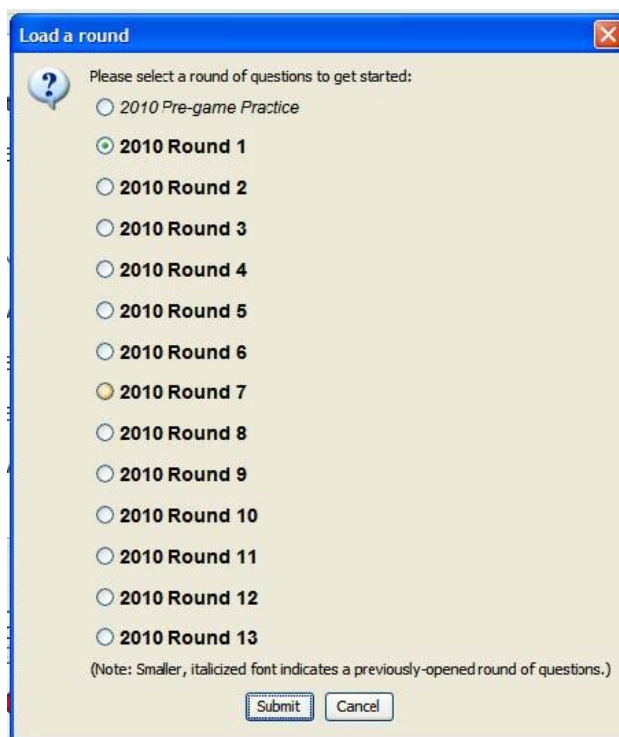 Load a round
Please select a round of questions to get started:
2010 Pre-game Practice
2010 Round 1
2010 Round 2
2010 Round 3
2010 Round 4
2010 Round 5
2010 Round 6
2010 Round 7
2010 Round 8
2010 Round 9
2010 Round 10
2010 Round 11
2010 Round 12
2010 Round 13
(Note: Smaller, italicized font indicates a previously-opened round of questions.)
Submit Cancel